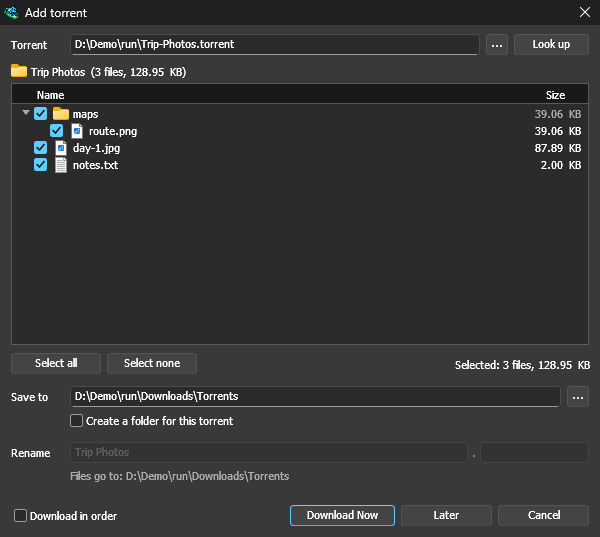 Add torrent
Torrent D:\Demo\run\Trip-Photos.torrent ... Look up
Trip Photos (3 files, 128.95 KB)
Name Size
maps 39.06 KB
route.png 39.06 KB
day-1.jpg 87.89 KB
notes.txt 2.00 KB
Select all Select none Selected: 3 files, 128.95 KB
Save to D:\Demo\run\Downloads\Torrents ...
Create a folder for this torrent
Rename Trip Photos .
Files go to: D:\Demo\run\Downloads\Torrents
Download in order Download Now Later Cancel